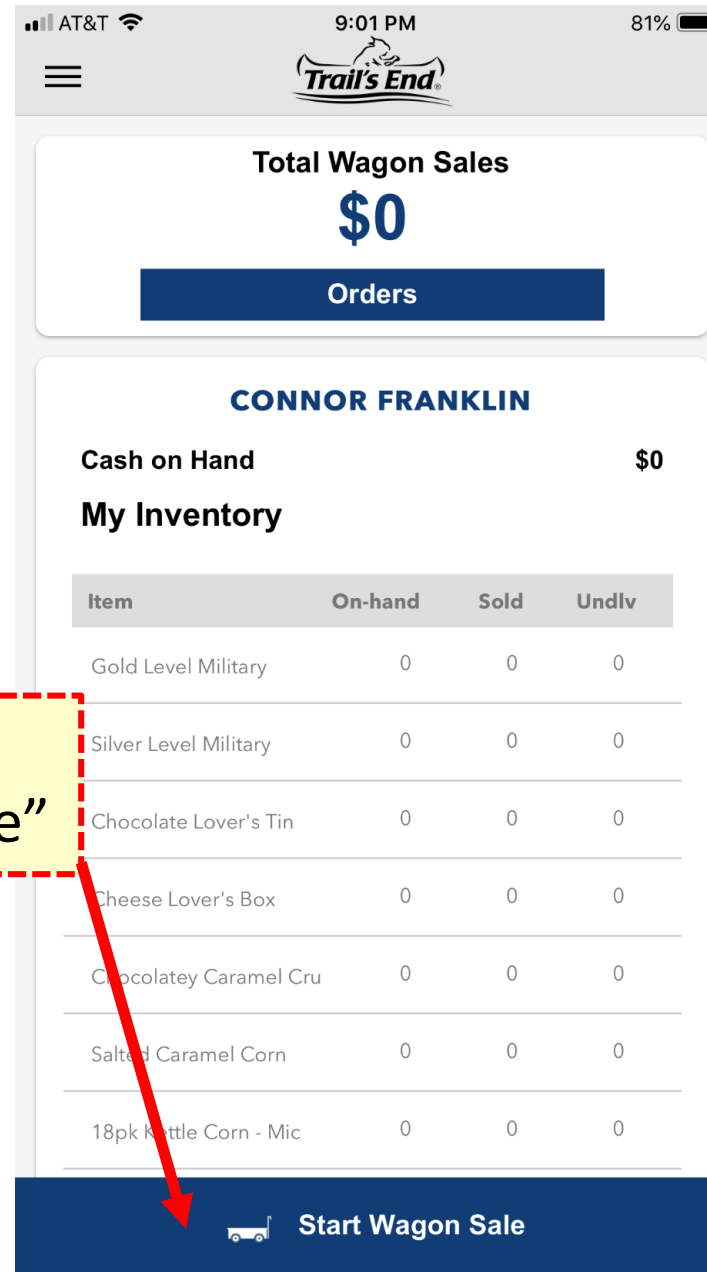 AT&T 9:01 PM 81%
Trail's End®
Total Wagon Sales
$0
Orders
CONNOR FRANKLIN
Cash on Hand $0
My Inventory
Item On-hand Sold Undlv
Gold Level Military 0 0 0
Silver Level Military 0 0 0
e”
Chocolate Lover's Tin 0 0 0
Cheese Lover's Box 0 0 0
Chocolatey Caramel Cru 0 0 0
Salted Caramel Corn 0 0 0
18pk Kettle Corn - Mic 0 0 0
Start Wagon Sale